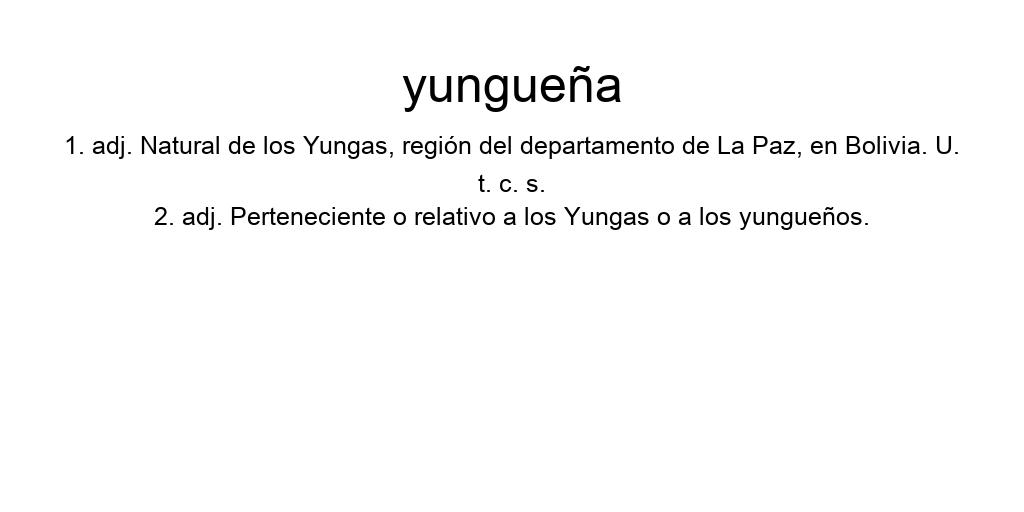 yungueña
1. adj. Natural de los Yungas, región del departamento de La Paz, en Bolivia. U.
t. c. s.
2. adj. Perteneciente o relativo a los Yungas o a los yungueños.